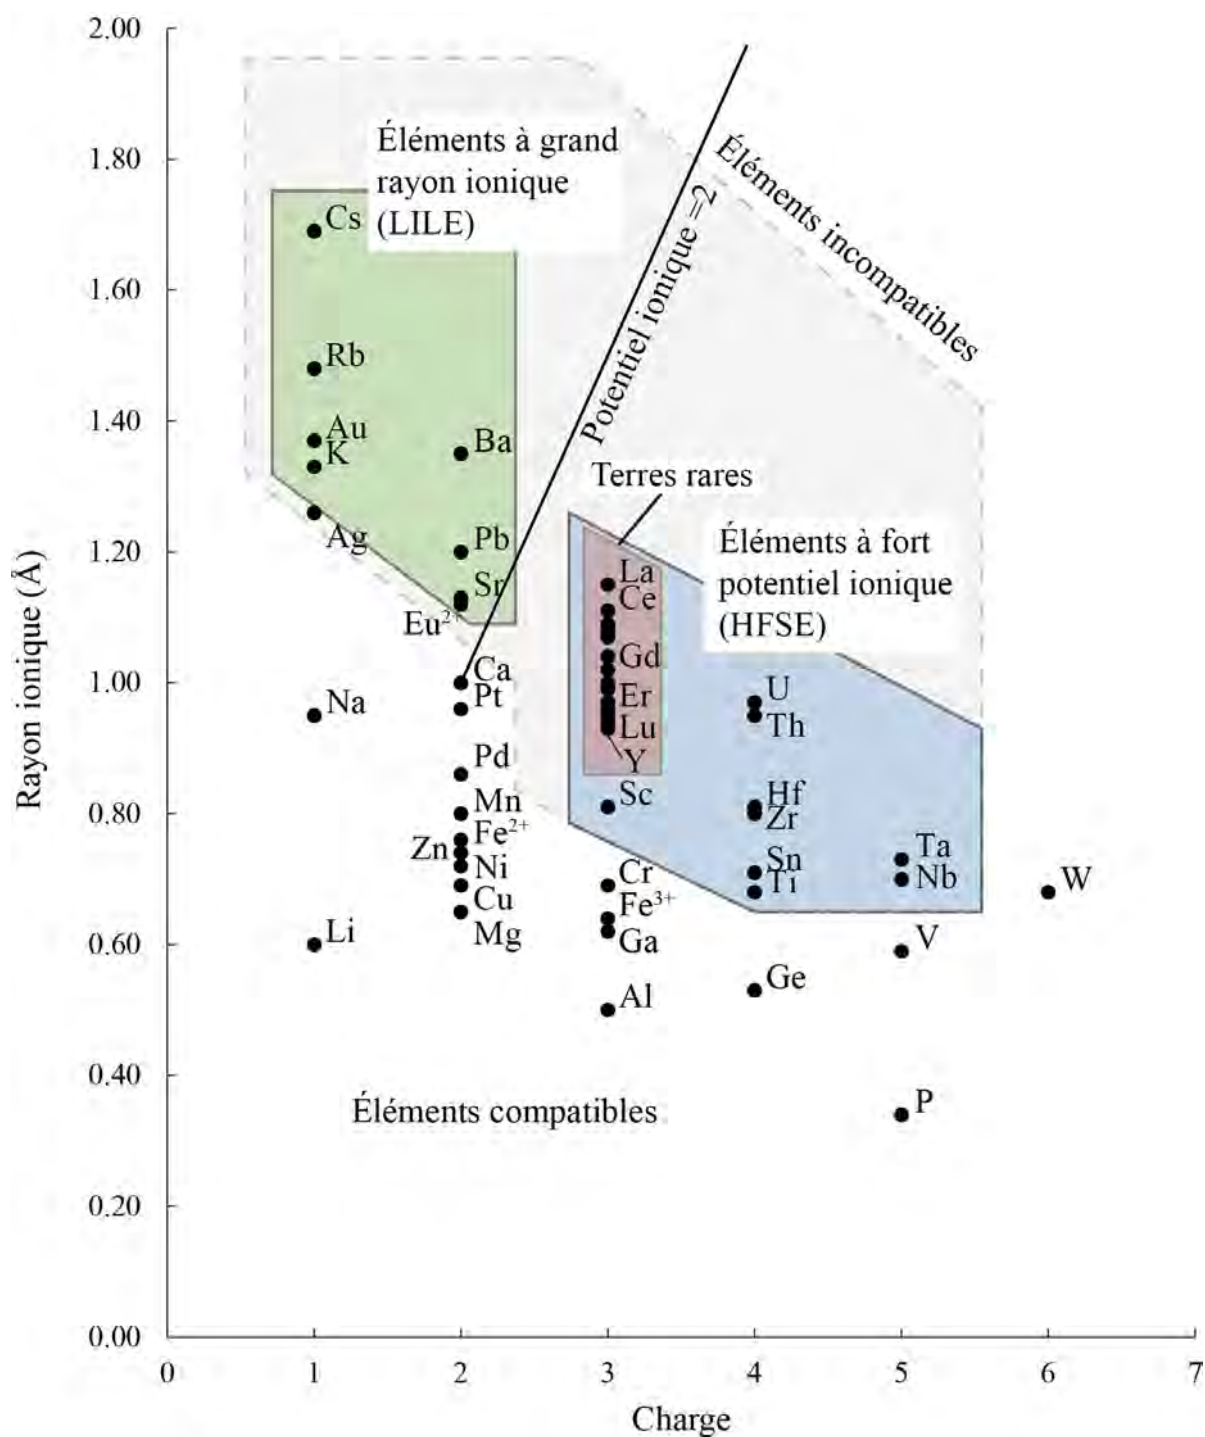 2.00
1.80
1.60
1.40
1.20
1.00
0.80
0.60
0.40
0.20
0.00
Rayon ionique (Å)
0 1 2 3 4 5 6 7
Charge
Éléments à grand
rayon ionique
(LILE)
Potentiel ionique =2
Éléments incompatibles
Terres rares
Éléments à fort
potentiel ionique
(HFSE)
Éléments compatibles
Cs
Rb
Au
K
Ag
Na
Li
Ba
Pb
Sr
Eu²⁺
Ca
Pt
Pd
Mn
Fe²⁺
Zn
Ni
Cu
Mg
La
Ce
Gd
Er
Lu
Y
Sc
Cr
Fe³⁺
Ga
Al
U
Th
Hf
Zr
Sn
Ti
Ge
Ta
Nb
V
P
W